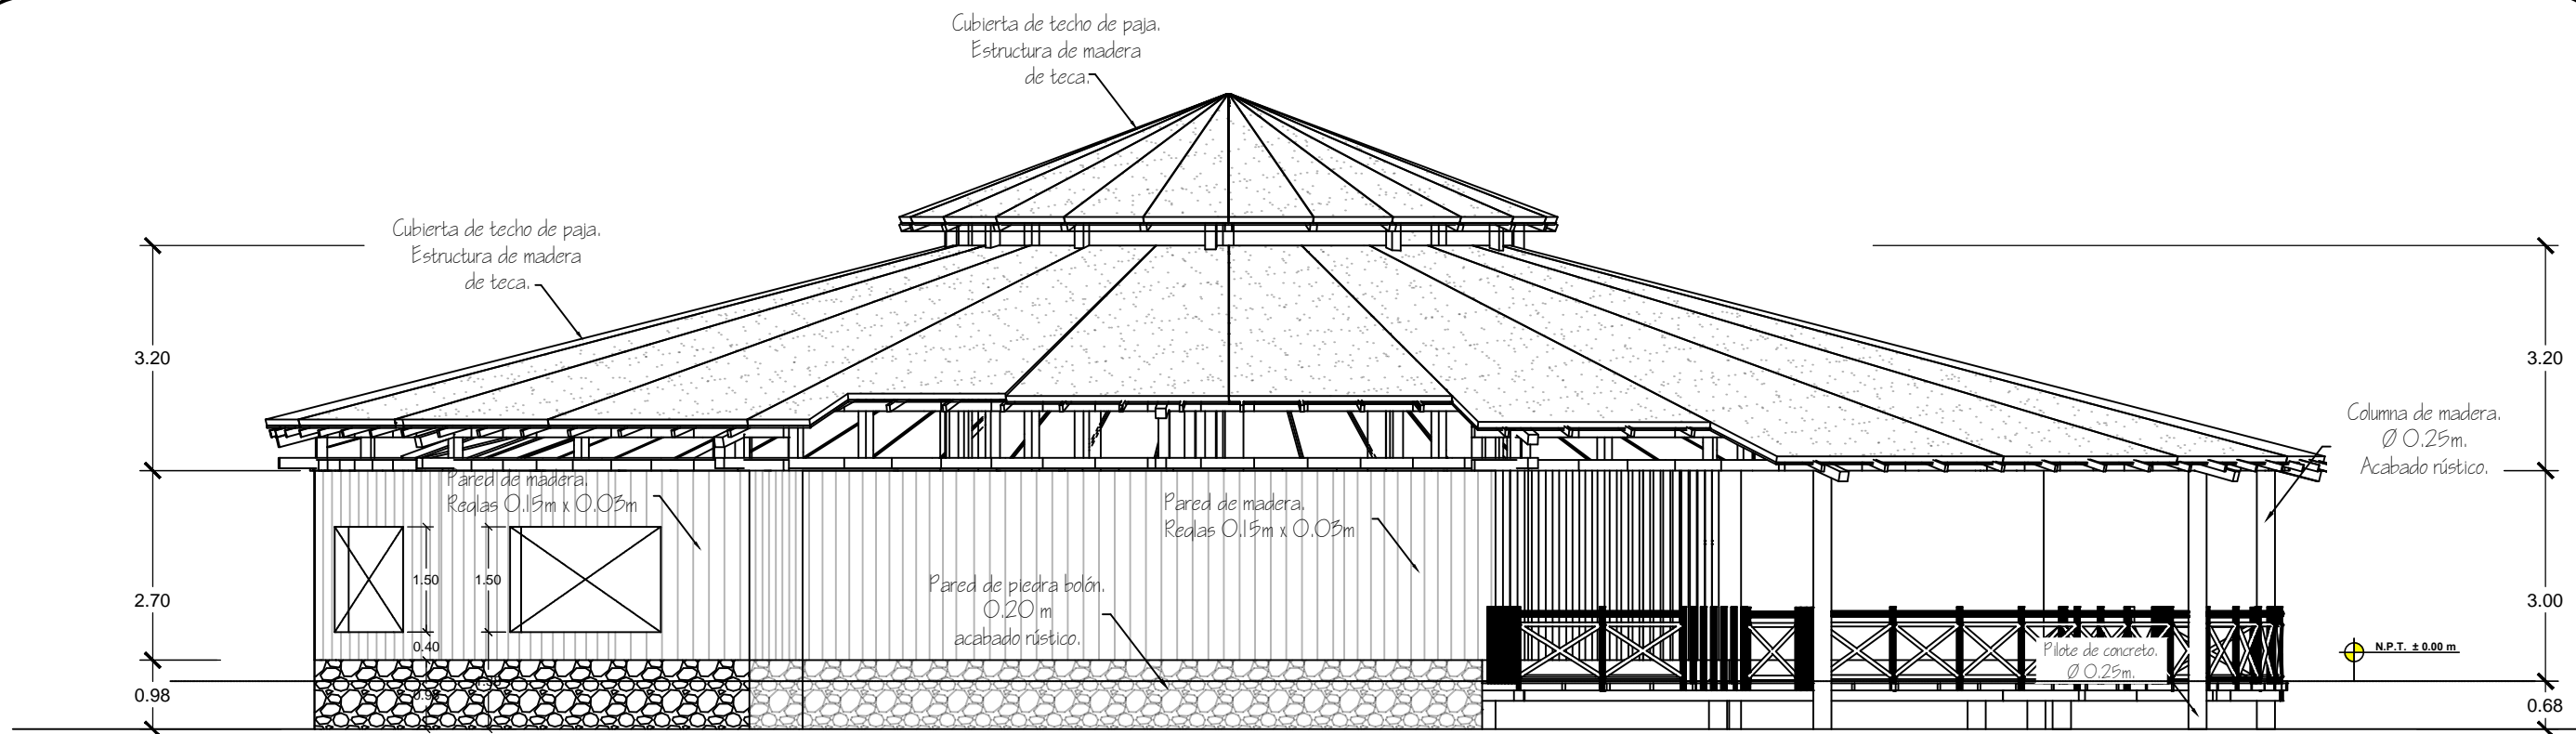 Cubierta de techo de paja.
Estructura de madera
de teca.
Cubierta de techo de paja.
Estructura de madera
de teca.
3.20
3.20
Columna de madera.
Ø 0.25m.
Acabado rústico.
Pared de madera.
Reglas 0.15m x 0.03m
Pared de madera.
Reglas 0.15m x 0.03m
1.50
1.50
Pared de piedra bolón.
0.20 m
acabado rústico.
2.70
3.00
0.40
Pilote de concreto.
Ø 0.25m.
N.P.T. ± 0.00 m
0.98
0.68